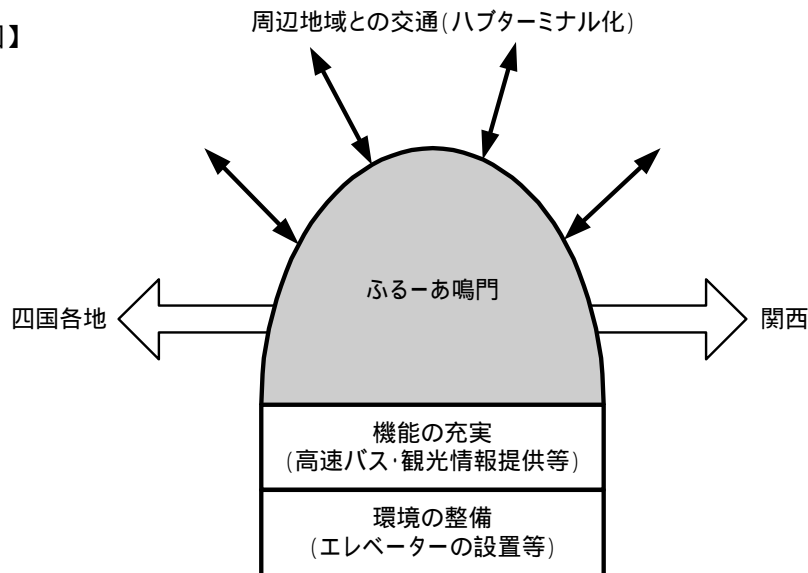 】
周辺地域との交通(ハブターミナル化)
ふるーあ鳴門
四国各地
関西
機能の充実
(高速バス・観光情報提供等)
環境の整備
(エレベーターの設置等)